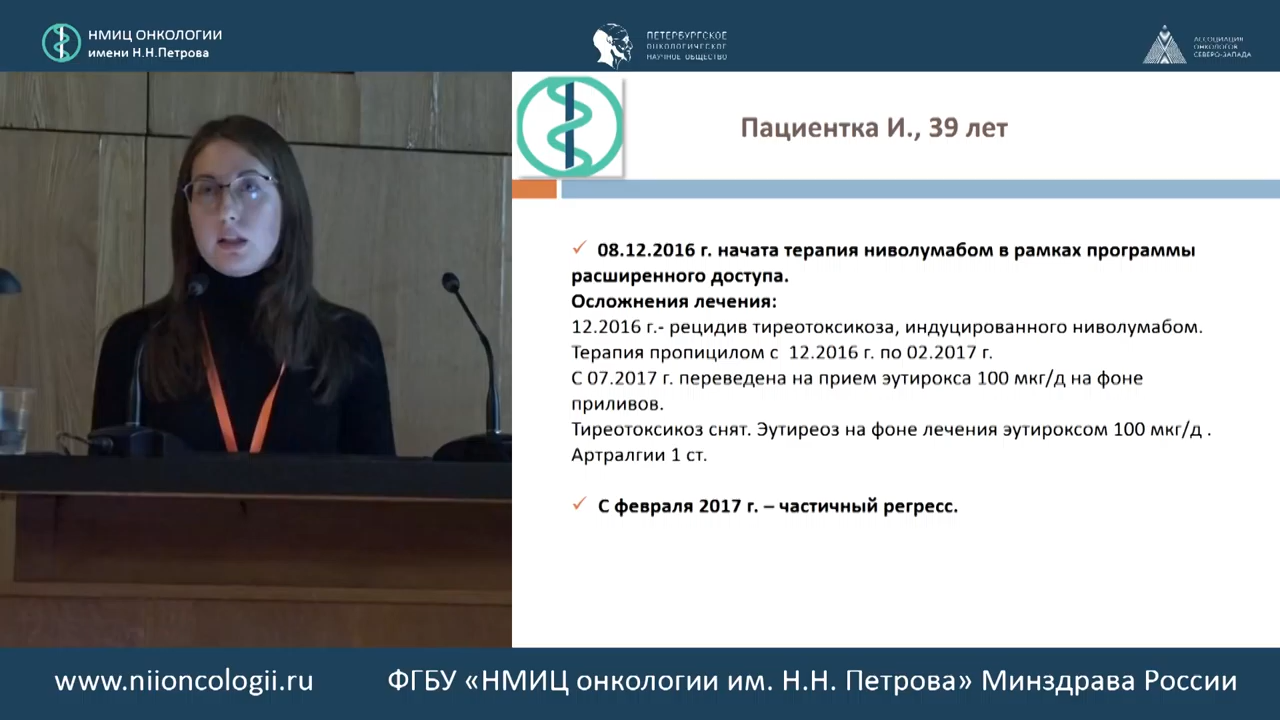 НМИЦ ОНКОЛОГИИ
имени Н.Н.Петрова
ПЕТЕРБУРГСКОЕ
ОНКОЛОГИЧЕСКОЕ
НАУЧНОЕ ОБЩЕСТВО
АССОЦИАЦИЯ
ОНКОЛОГОВ
СЕВЕРО-ЗАПАДА
Пациентка И., 39 лет
✓ 08.12.2016 г. начата терапия ниволумабом в рамках программы
расширенного доступа.
Осложнения лечения:
12.2016 г.- рецидив тиреотоксикоза, индуцированного ниволумабом.
Терапия пропицилом с 12.2016 г. по 02.2017 г.
С 07.2017 г. переведена на прием эутирокса 100 мкг/д на фоне
приливов.
Тиреотоксикоз снят. Эутиреоз на фоне лечения эутироксом 100 мкг/д .
Артралгии 1 ст.
✓ С февраля 2017 г. – частичный регресс.
www.niioncologii.ru
ФГБУ «НМИЦ онкологии им. Н.Н. Петрова» Минздрава России